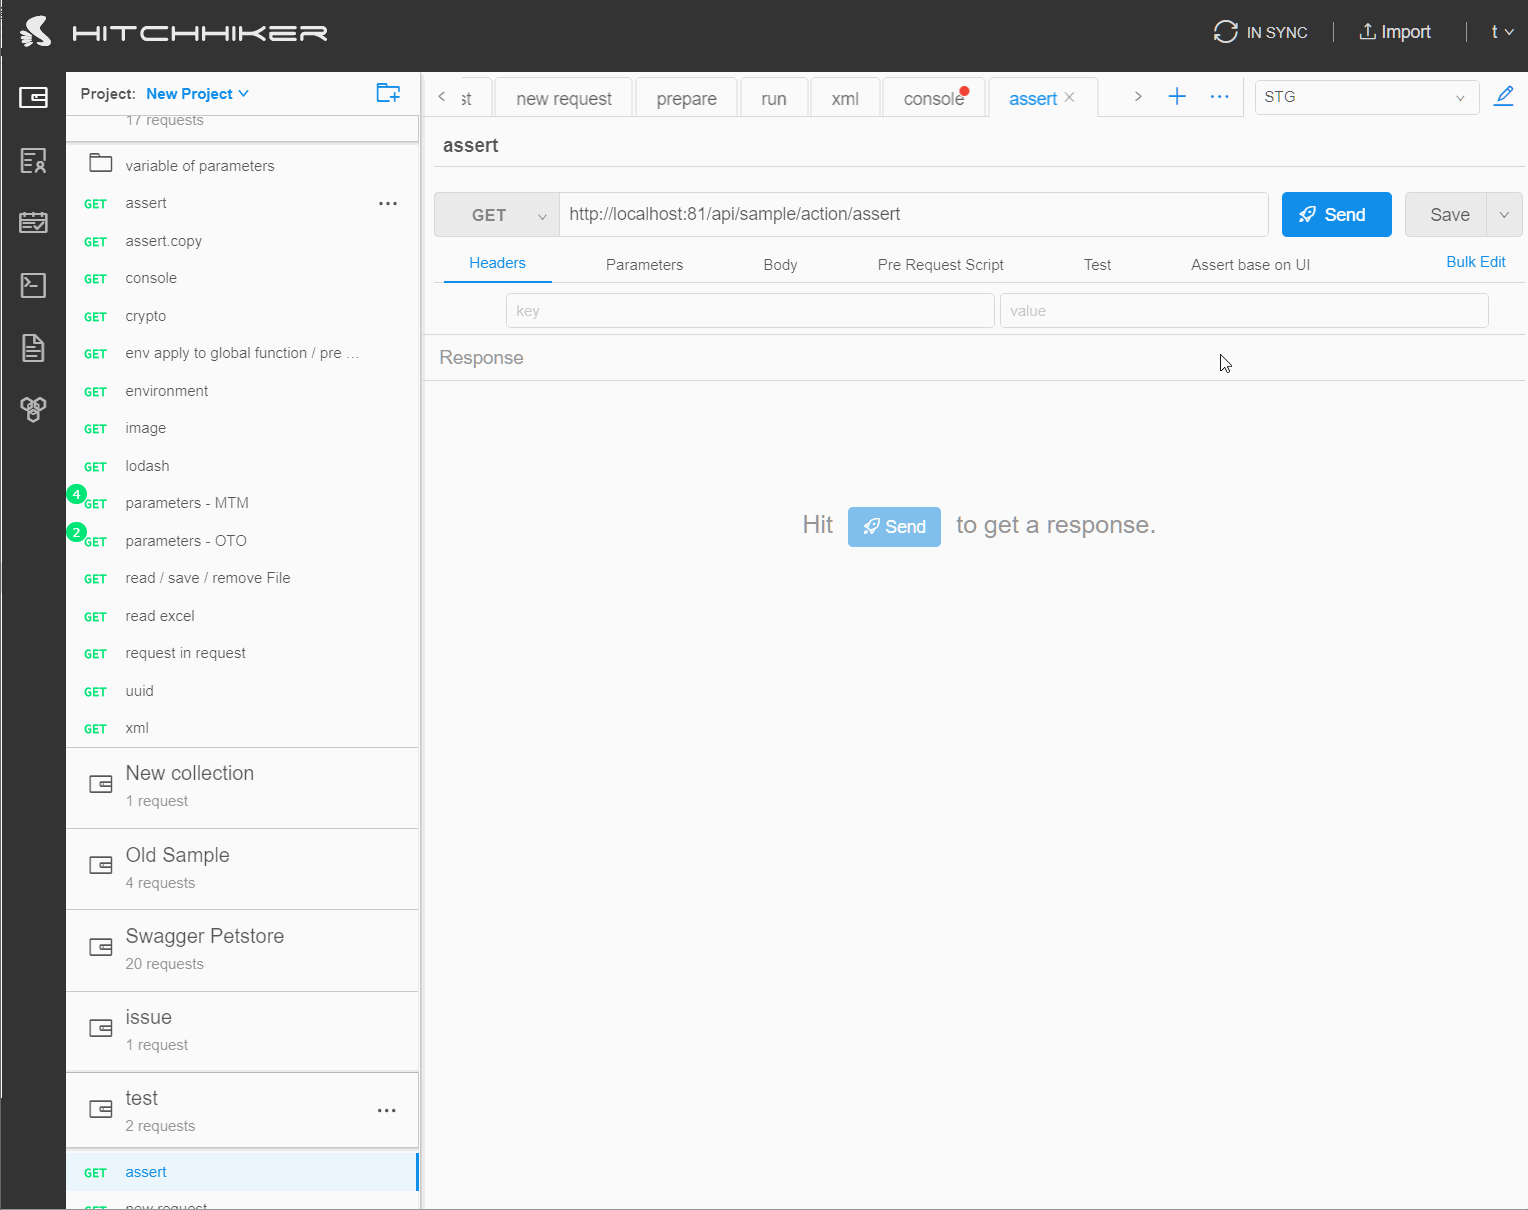 HITCHHIKER
IN SYNC
Import
t
Project: New Project
st
new request
prepare
run
xml
console
assert
STG
17 requests
variable of parameters
GET assert
GET assert.copy
GET console
GET crypto
GET env apply to global function / pre ...
GET environment
GET image
GET lodash
4
GET parameters - MTM
2
GET parameters - OTO
GET read / save / remove File
GET read excel
GET request in request
GET uuid
GET xml
New collection
1 request
Old Sample
4 requests
Swagger Petstore
20 requests
issue
1 request
test
2 requests
GET assert
GET new request
assert
GET
http://localhost:81/api/sample/action/assert
Send
Save
Headers
Parameters
Body
Pre Request Script
Test
Assert base on UI
Bulk Edit
key
value
Response
Hit Send to get a response.